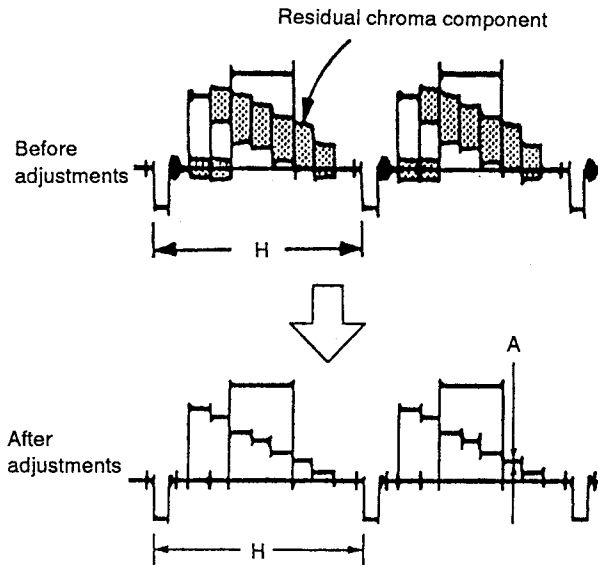 Residual chroma component
Before
adjustments
H
A
After
adjustments
H